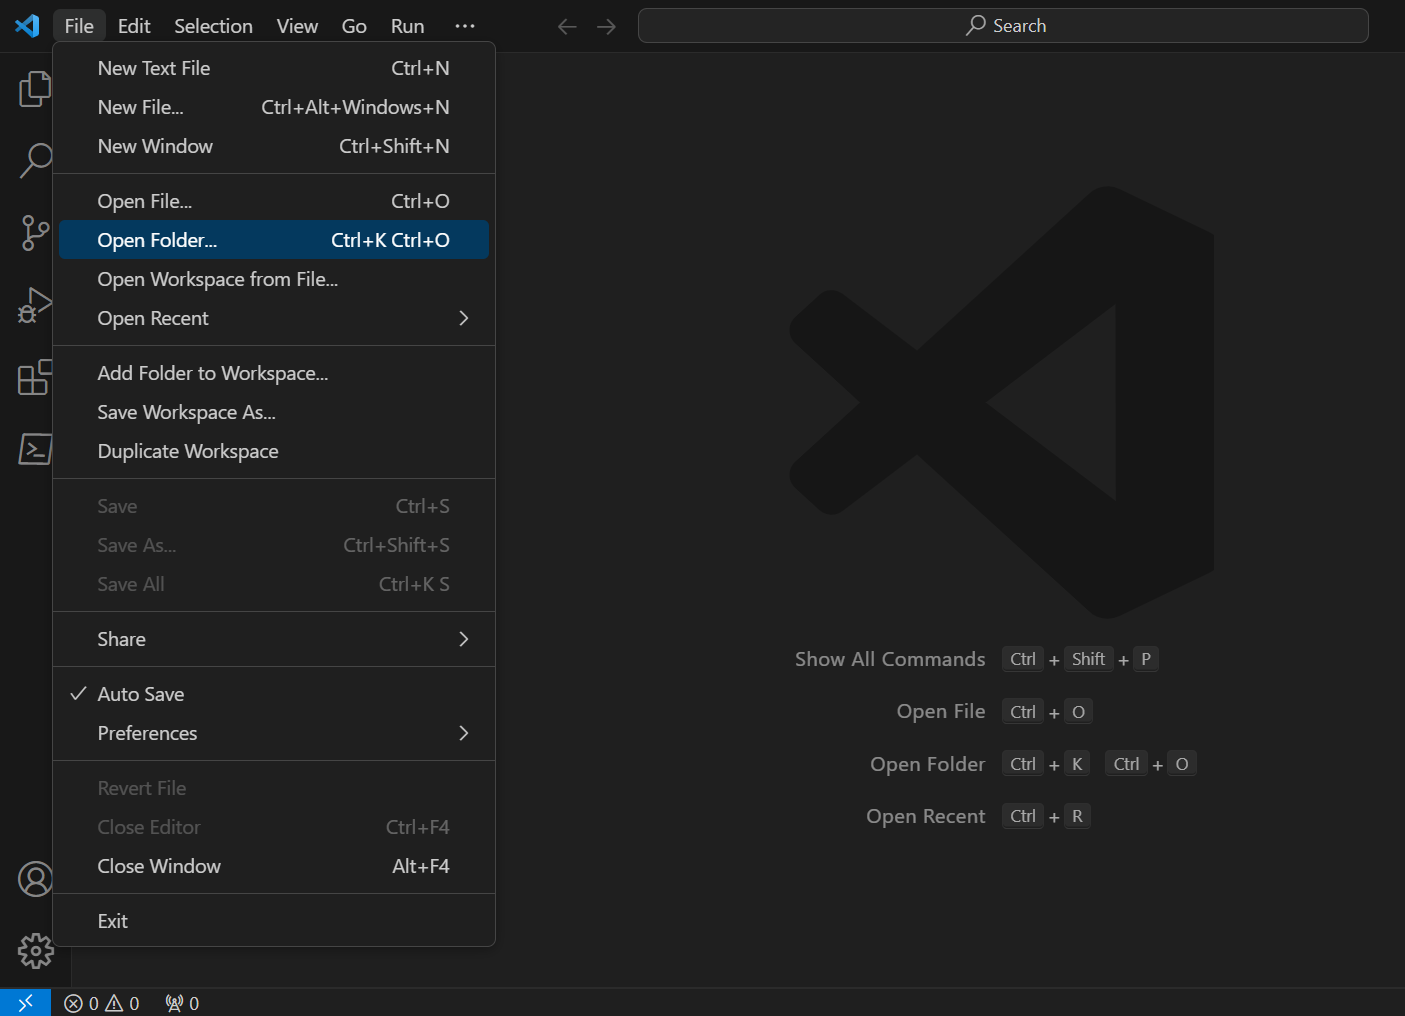 File Edit Selection View Go Run ···
Search
New Text File Ctrl+N
New File... Ctrl+Alt+Windows+N
New Window Ctrl+Shift+N
Open File... Ctrl+O
Open Folder... Ctrl+K Ctrl+O
Open Workspace from File...
Open Recent
Add Folder to Workspace...
Save Workspace As...
Duplicate Workspace
Save Ctrl+S
Save As... Ctrl+Shift+S
Save All Ctrl+K S
Share
Auto Save
Preferences
Revert File
Close Editor Ctrl+F4
Close Window Alt+F4
Exit
Show All Commands Ctrl + Shift + P
Open File Ctrl + O
Open Folder Ctrl + K Ctrl + O
Open Recent Ctrl + R
0 0 0